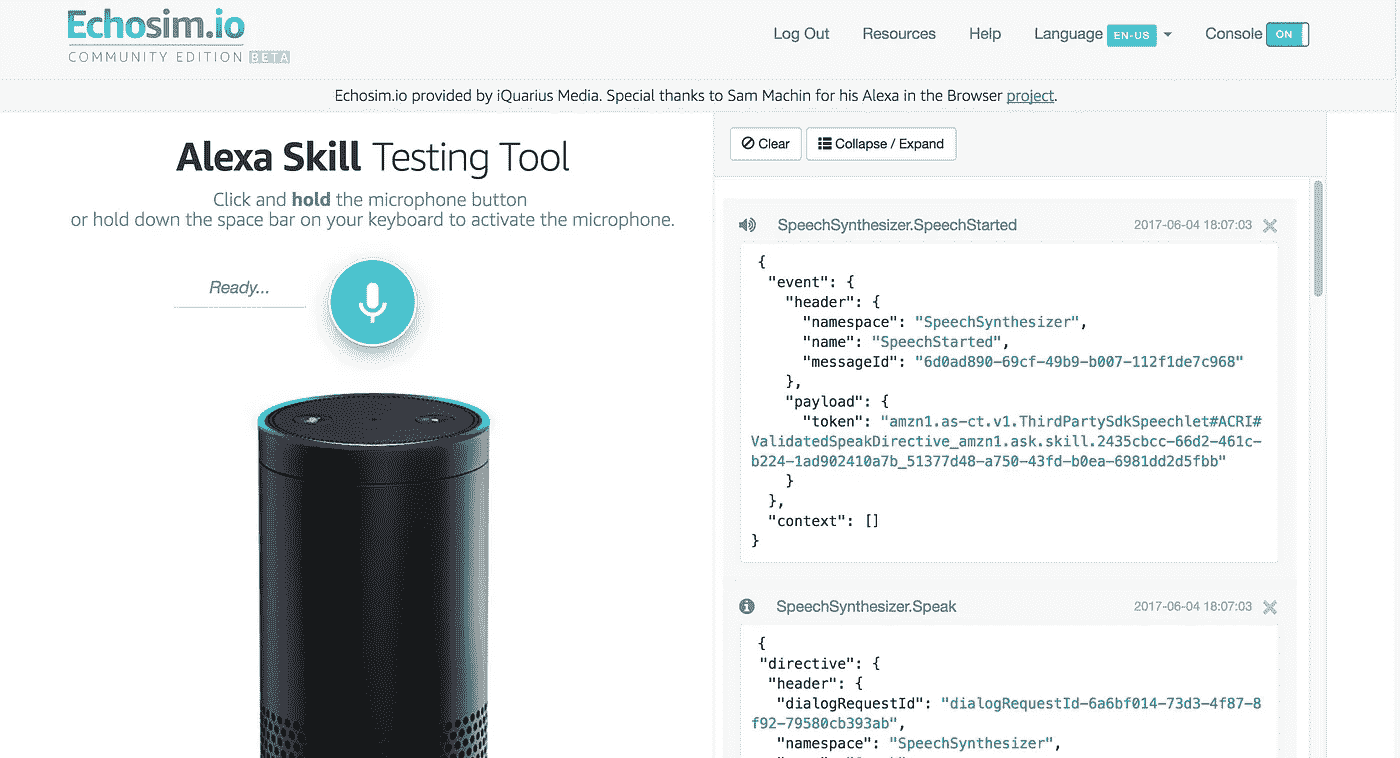 Echosim.io
COMMUNITY EDITION BETA
Log Out Resources Help Language EN-US Console ON
Echosim.io provided by iQuarius Media. Special thanks to Sam Machin for his Alexa in the Browser project.
Alexa Skill Testing Tool
Click and hold the microphone button
or hold down the space bar on your keyboard to activate the microphone.
Ready...
Clear Collapse / Expand
SpeechSynthesizer.SpeechStarted 2017-06-04 18:07:03
{
"event": {
"header": {
"namespace": "SpeechSynthesizer",
"name": "SpeechStarted",
"messageId": "6d0ad890-69cf-49b9-b007-112f1de7c968"
},
"payload": {
"token": "amzn1.as-ct.v1.ThirdPartySdkSpeechlet#ACRI#
ValidatedSpeakDirective_amzn1.ask.skill.2435cbcc-66d2-461c-
b224-1ad902410a7b_51377d48-a750-43fd-b0ea-6981dd2d5fbb"
}
},
"context": []
}
SpeechSynthesizer.Speak 2017-06-04 18:07:03
{
"directive": {
"header": {
"dialogRequestId": "dialogRequestId-6a6bf014-73d3-4f87-8
f92-79580cb393ab",
"namespace": "SpeechSynthesizer",